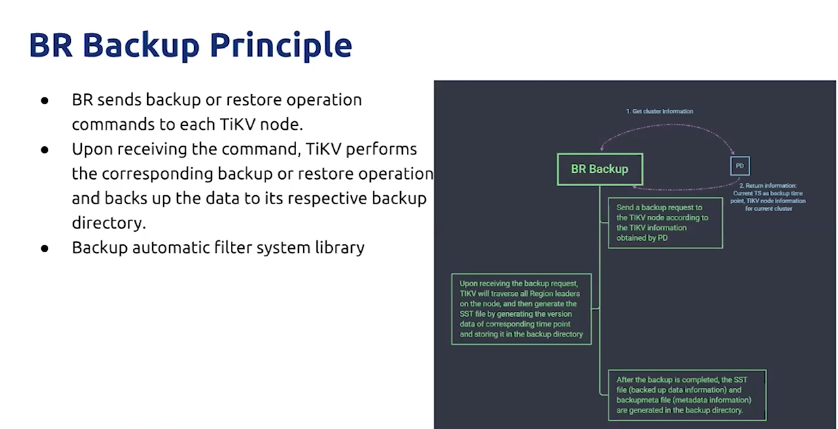 BR Backup Principle
● BR sends backup or restore operation
commands to each TiKV node.
● Upon receiving the command, TiKV performs
the corresponding backup or restore operation
and backs up the data to its respective backup
directory.
● Backup automatic filter system library
1. Get cluster information
BR Backup
PD
2. Return information:
Current TS as backup time
point, TiKV node information
for current cluster
Send a backup request to
the TiKV node according to
the TiKV information
obtained by PD
Upon receiving the backup request,
TIKV will traverse all Region leaders
on the node, and then generate the
SST file by generating the version
data of corresponding time point
and storing it in the backup directory
After the backup is completed, the SST
file (backed up data information) and
backupmeta file (metadata information)
are generated in the backup directory.